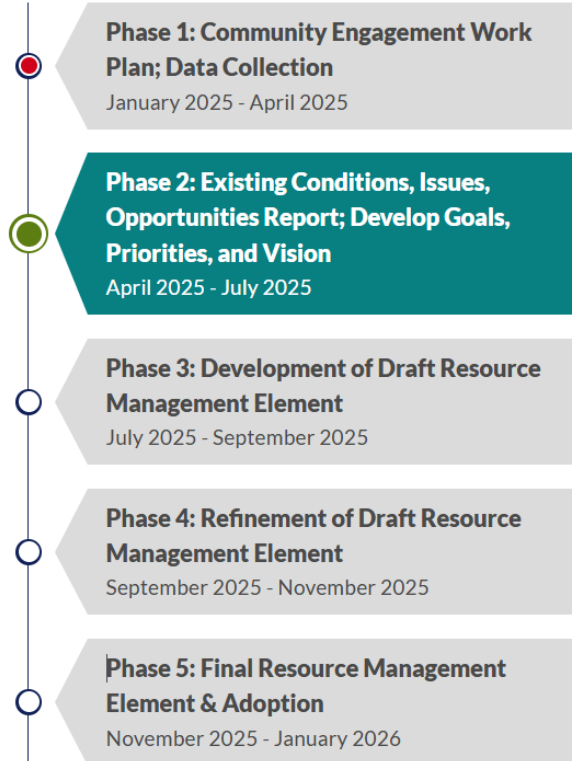 Phase 1: Community Engagement Work
Plan; Data Collection
January 2025 - April 2025
Phase 2: Existing Conditions, Issues,
Opportunities Report; Develop Goals,
Priorities, and Vision
April 2025 - July 2025
Phase 3: Development of Draft Resource
Management Element
July 2025 - September 2025
Phase 4: Refinement of Draft Resource
Management Element
September 2025 - November 2025
Phase 5: Final Resource Management
Element & Adoption
November 2025 - January 2026